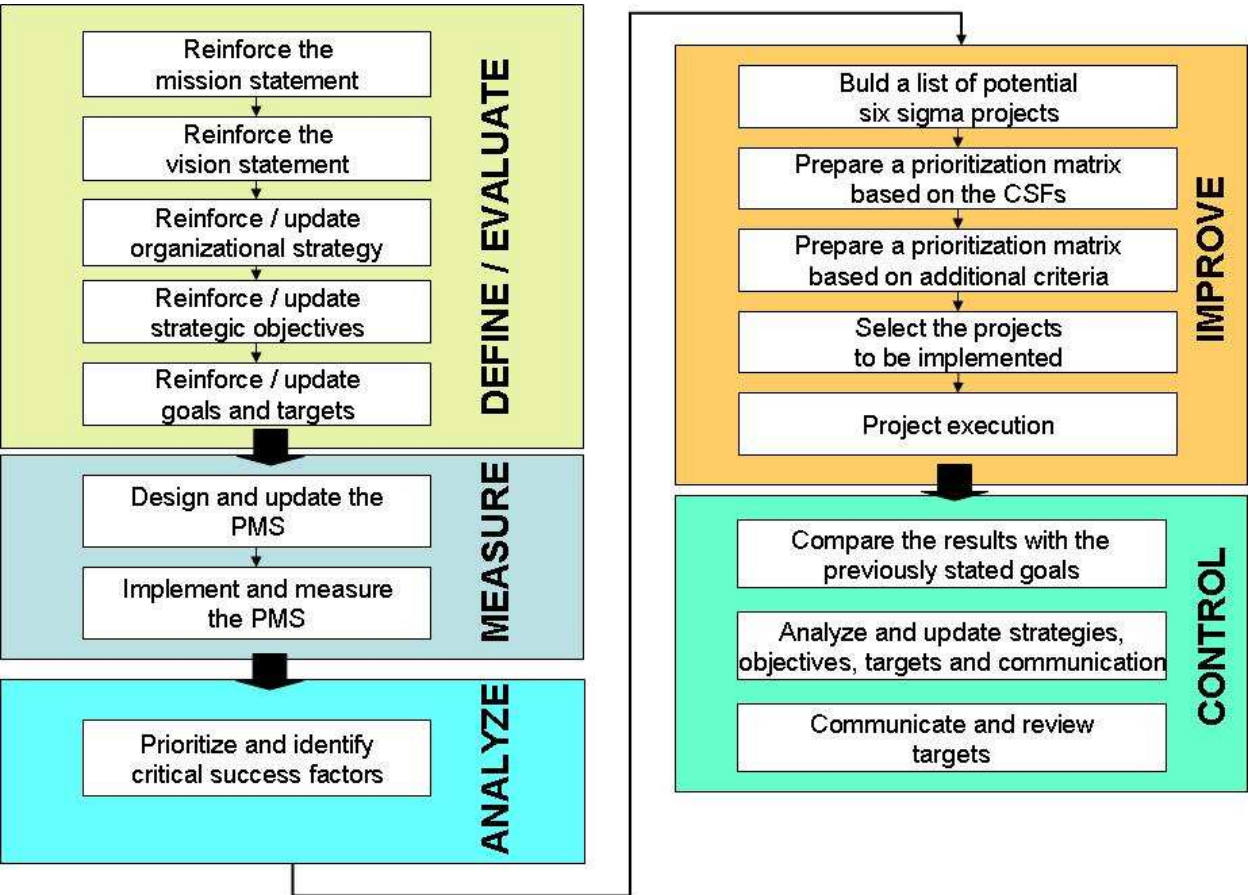 Reinforce the
mission statement
Reinforce the
vision statement
Reinforce / update
organizational strategy
Reinforce / update
strategic objectives
Reinforce / update
goals and targets
DEFINE / EVALUATE
Design and update the
PMS
Implement and measure
the PMS
MEASURE
Prioritize and identify
critical success factors
ANALYZE
Buld a list of potential
six sigma projects
Prepare a prioritization matrix
based on the CSFs
Prepare a prioritization matrix
based on additional criteria
Select the projects
to be implemented
Project execution
IMPROVE
Compare the results with the
previously stated goals
Analyze and update strategies,
objectives, targets and communication
Communicate and review
targets
CONTROL